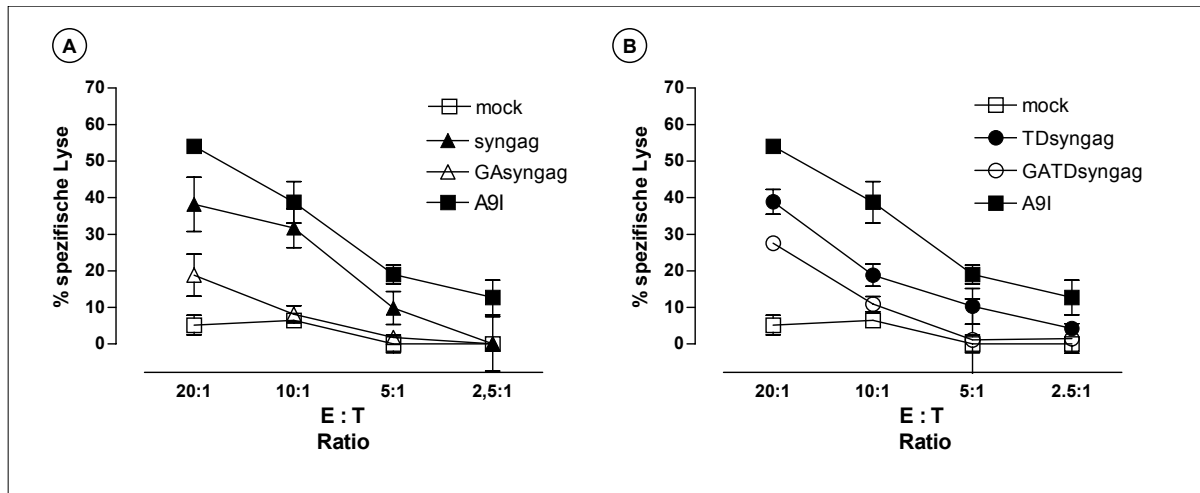 A
70
60
50
40
30
20
10
0
% spezifische Lyse
mock
syngag
GAsyngag
A9I
20:1 10:1 5:1 2,5:1
E : T
Ratio
B
70
60
50
40
30
20
10
0
% spezifische Lyse
mock
TDsyngag
GATDsyngag
A9I
20:1 10:1 5:1 2.5:1
E : T
Ratio